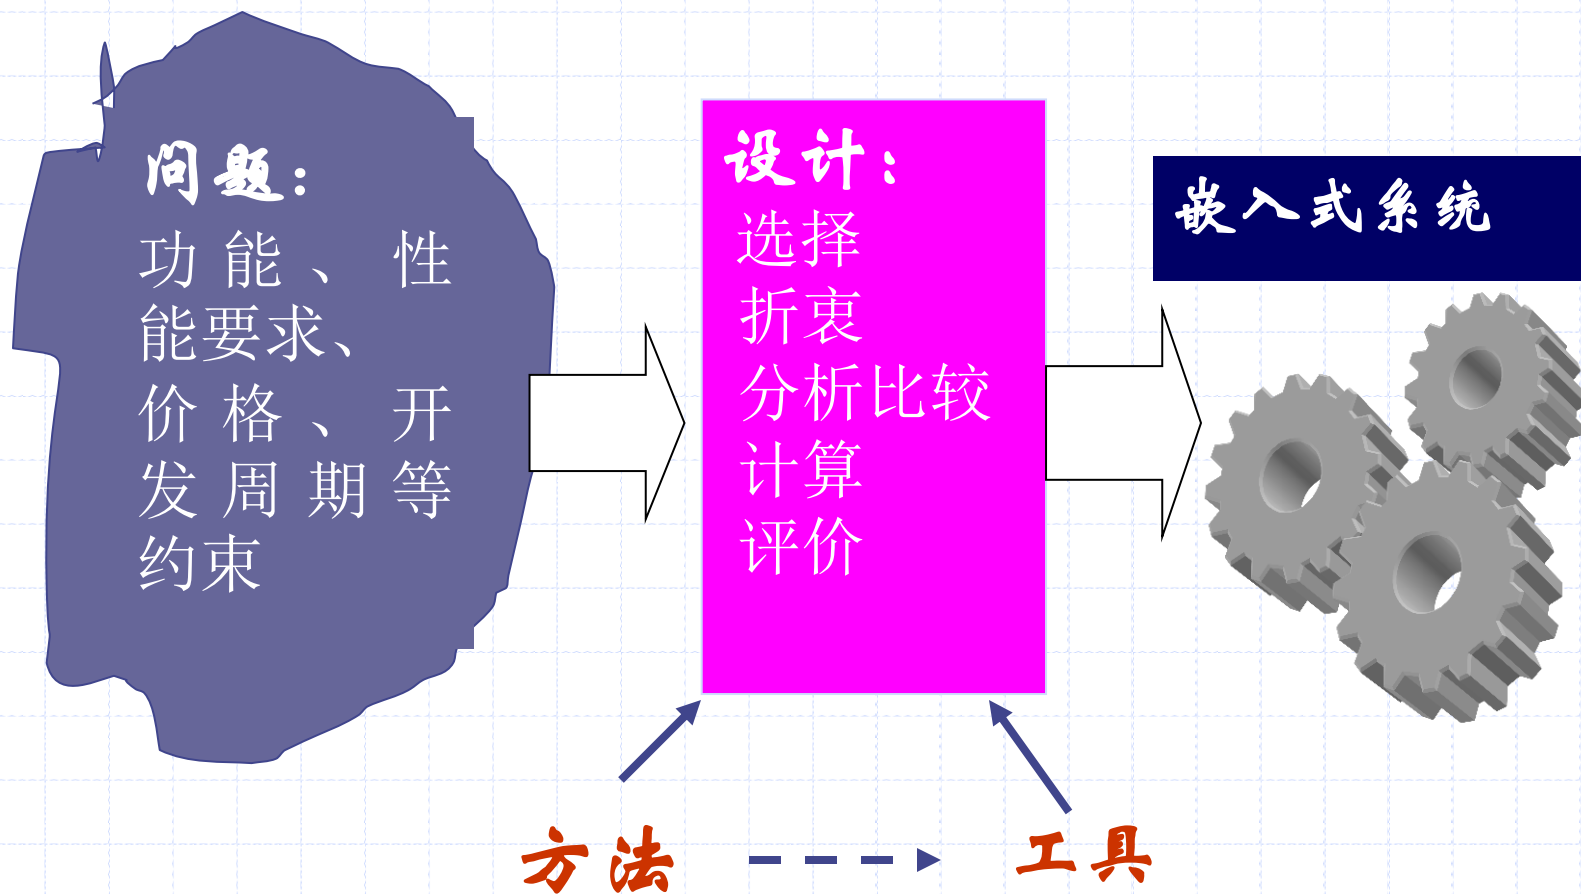 问题：
功能、性
能要求、
价格、开
发周期等
约束
设计：
选择
折衷
分析比较
计算
评价
嵌入式系统
方法
工具